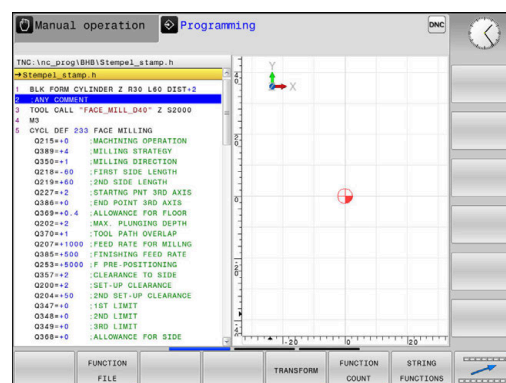 Manual operation
Programming
DNC
TNC:\nc_prog\BHB\Stempel_stamp.h
→Stempel_stamp.h
1 BLK FORM CYLINDER Z R30 L60 DIST+2
2 ;ANY COMMENT
3 TOOL CALL "FACE_MILL_D40" Z S2000
4 M3
5 CYCL DEF 233 FACE MILLING
Q215=+0 ;MACHINING OPERATION
Q389=+4 ;MILLING STRATEGY
Q350=+1 ;MILLING DIRECTION
Q218=-60 ;FIRST SIDE LENGTH
Q219=+60 ;2ND SIDE LENGTH
Q227=+2 ;STARTNG PNT 3RD AXIS
Q386=+0 ;END POINT 3RD AXIS
Q369=+0.4 ;ALLOWANCE FOR FLOOR
Q202=+2 ;MAX. PLUNGING DEPTH
Q370=+1 ;TOOL PATH OVERLAP
Q207=+1000 ;FEED RATE FOR MILLNG
Q385=+500 ;FINISHING FEED RATE
Q253=+5000 ;F PRE-POSITIONING
Q357=+2 ;CLEARANCE TO SIDE
Q200=+2 ;SET-UP CLEARANCE
Q204=+50 ;2ND SET-UP CLEARANCE
Q347=+0 ;1ST LIMIT
Q348=+0 ;2ND LIMIT
Q349=+0 ;3RD LIMIT
Q368=+0 ;ALLOWANCE FOR SIDE
Y
X
0
-20
0
20
FUNCTION
FILE
TRANSFORM
FUNCTION
COUNT
STRING
FUNCTIONS